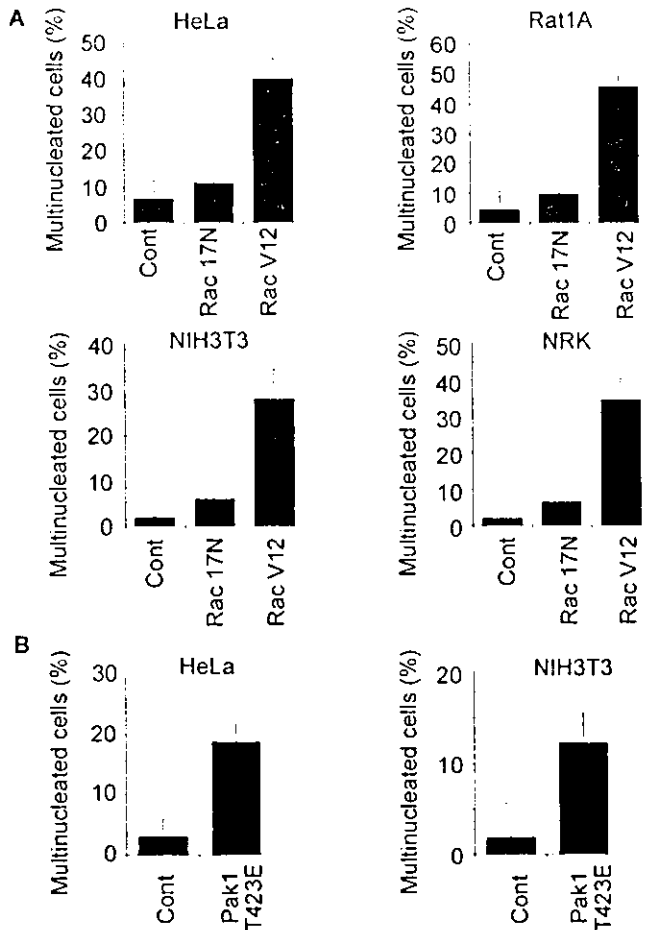 A
HeLa
Multinucleated cells (%)
50
40
30
20
10
0
Cont
Rac 17N
Rac V12
Rat1A
Multinucleated cells (%)
60
50
40
30
20
10
0
Cont
Rac 17N
Rac V12
NIH3T3
Multinucleated cells (%)
40
30
20
10
0
Cont
Rac 17N
Rac V12
NRK
Multinucleated cells (%)
50
40
30
20
10
0
Cont
Rac 17N
Rac V12
B
HeLa
Multinucleated cells (%)
30
20
10
0
Cont
Pak1
T423E
NIH3T3
Multinucleated cells (%)
20
10
0
Cont
Pak1
T423E